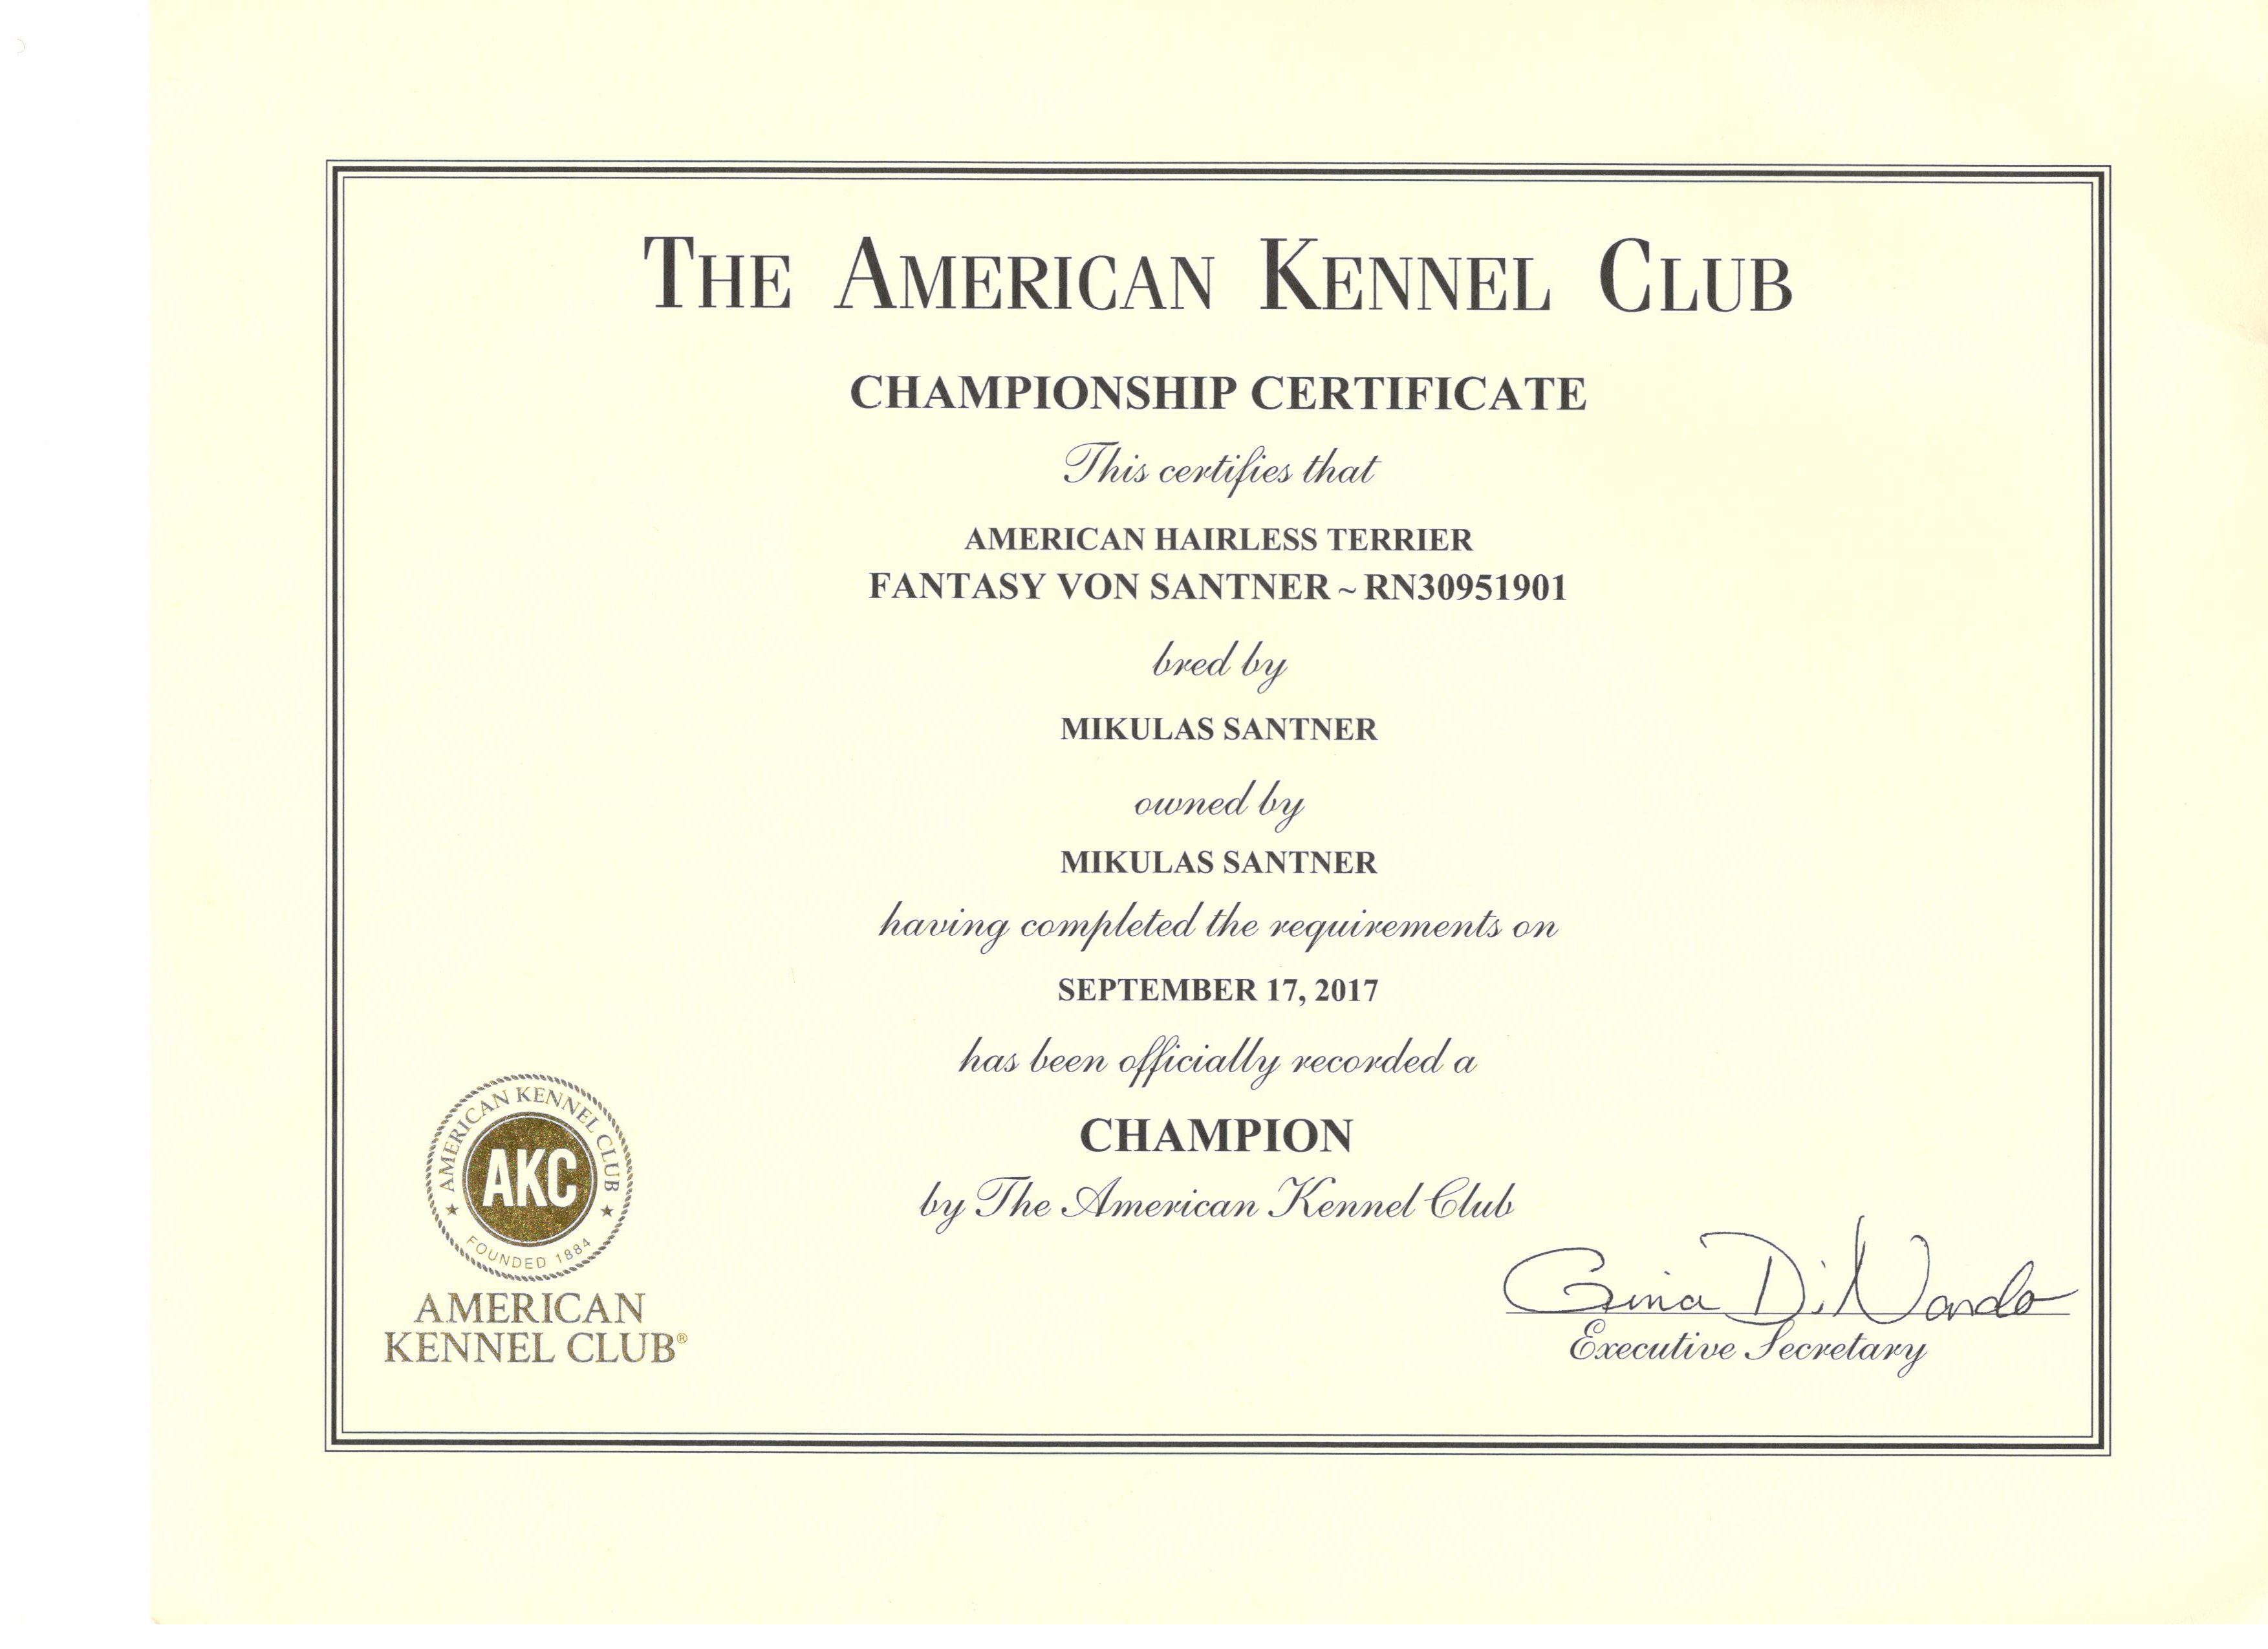 THE AMERICAN KENNEL CLUB
CHAMPIONSHIP CERTIFICATE
This certifies that
AMERICAN HAIRLESS TERRIER
FANTASY VON SANTNER ~ RN30951901
bred by
MIKULAS SANTNER
owned by
MIKULAS SANTNER
having completed the requirements on
SEPTEMBER 17, 2017
has been officially recorded a
CHAMPION
by The American Kennel Club
AMERICAN KENNEL CLUB
AKC
FOUNDED 1884
AMERICAN
KENNEL CLUB®
Gina DiNardo
Executive Secretary